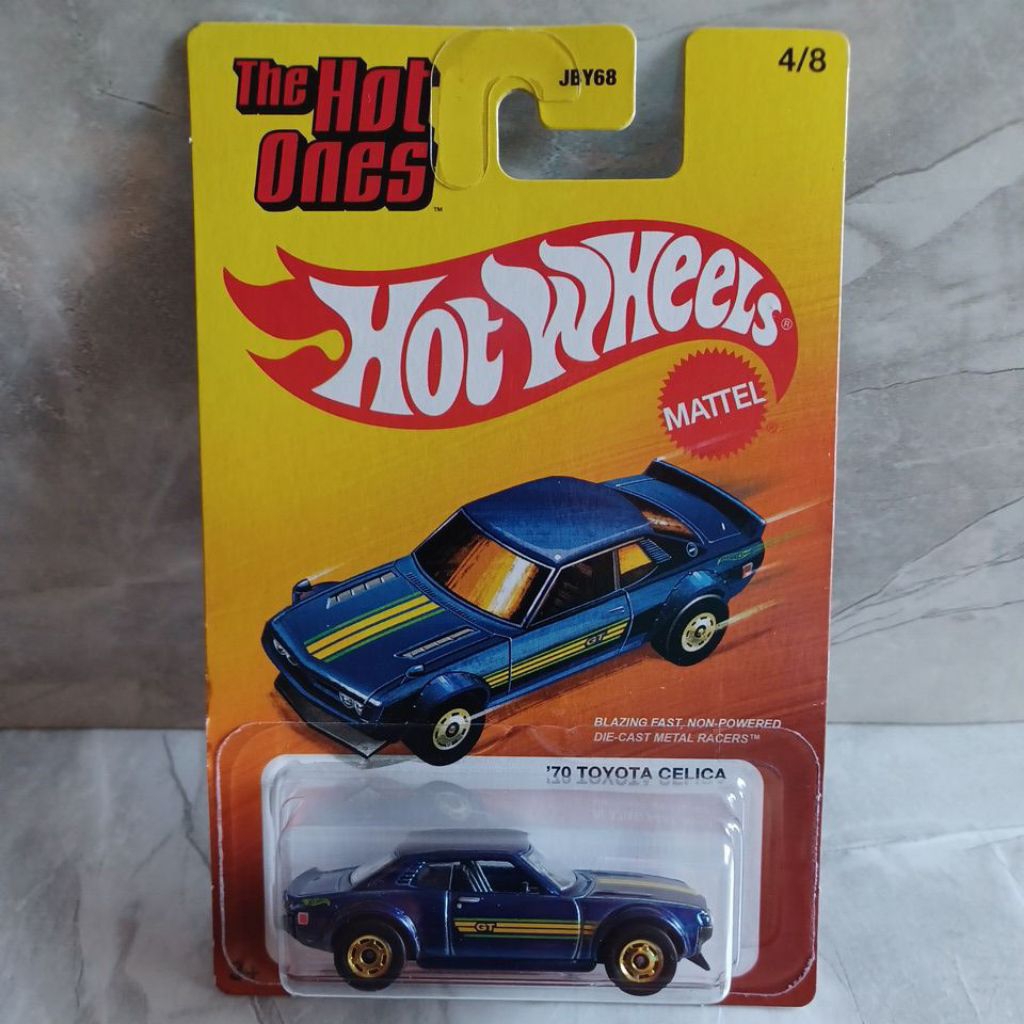 The Hot
Ones™
JBY68
4/8
Hot Wheels®
MATTEL®
GT
BLAZING FAST, NON-POWERED
DIE-CAST METAL RACERS™
'70 TOYOTA CELICA
GT